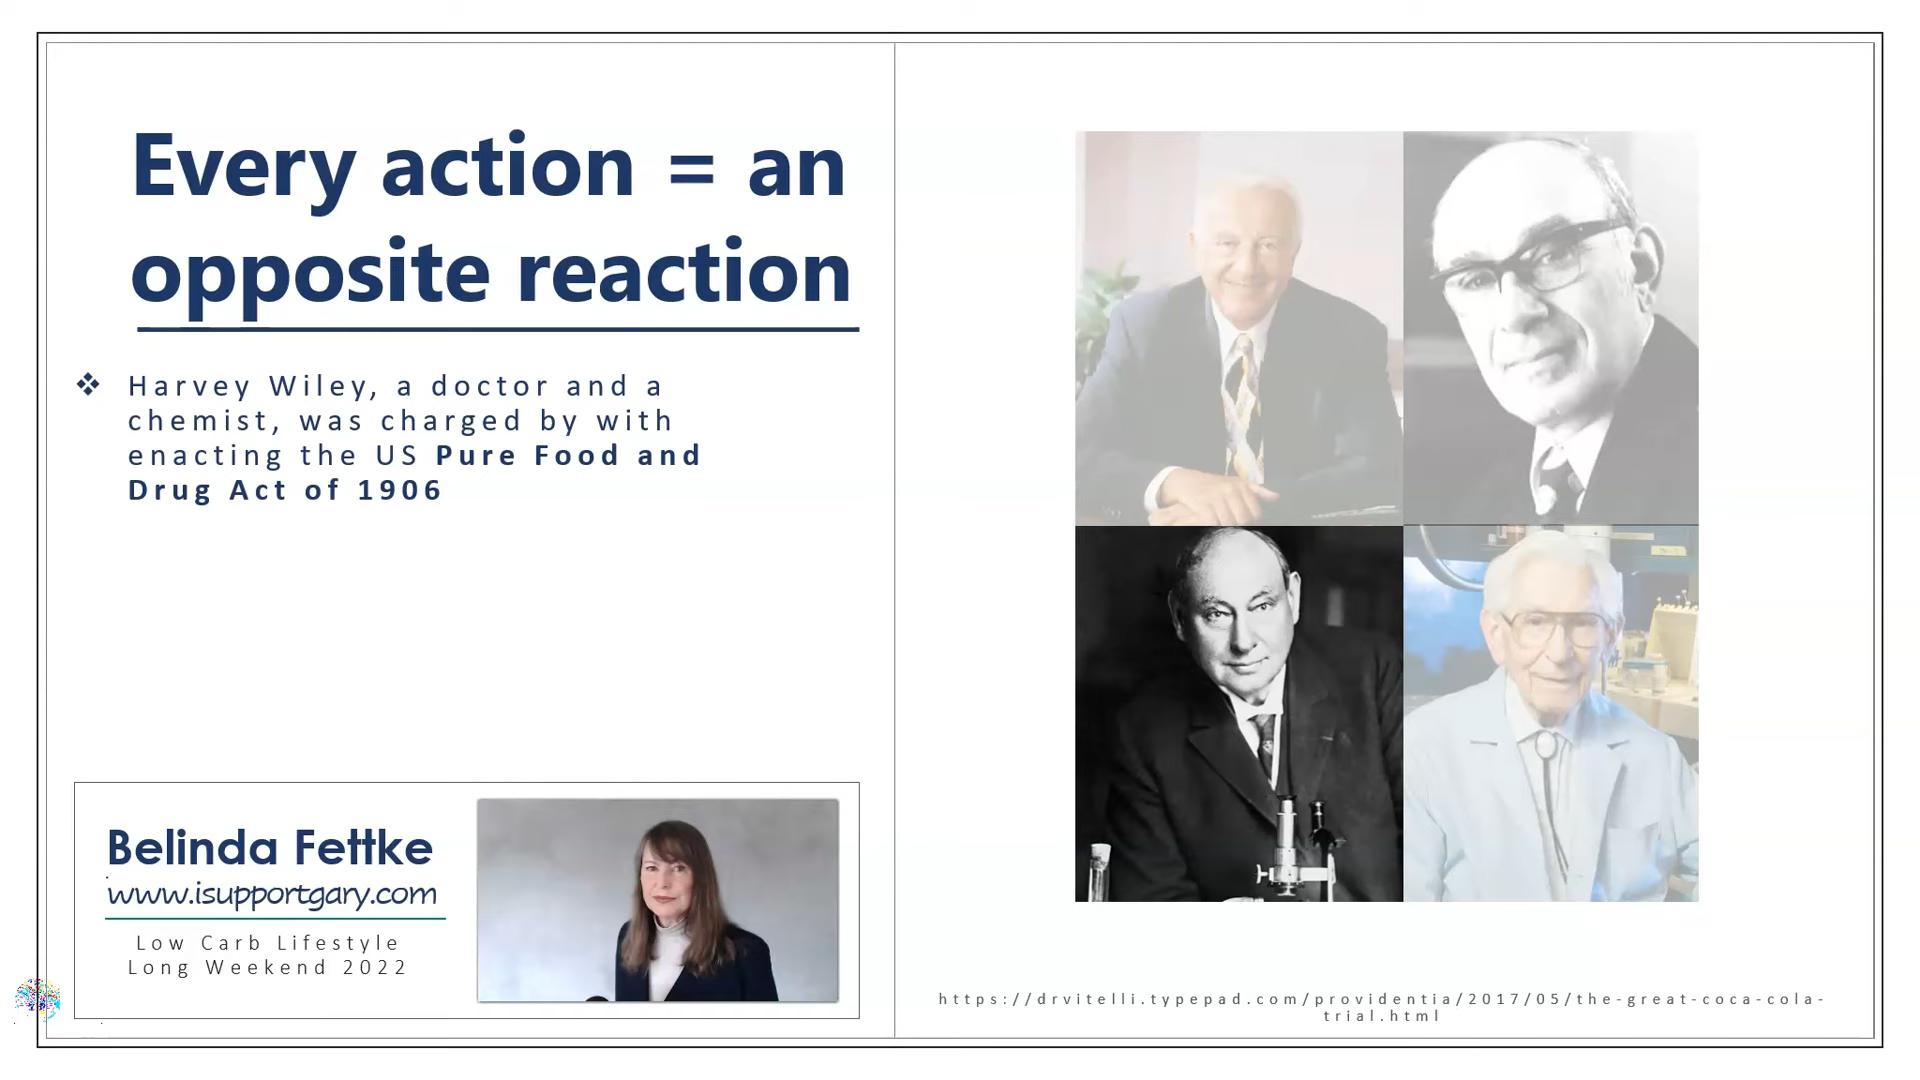 Every action = an
opposite reaction
❖ Harvey Wiley, a doctor and a
chemist, was charged by with
enacting the US Pure Food and
Drug Act of 1906
Belinda Fettke
www.isupportgary.com
Low Carb Lifestyle
Long Weekend 2022
https://drvitelli.typepad.com/providentia/2017/05/the-great-coca-cola-
trial.html